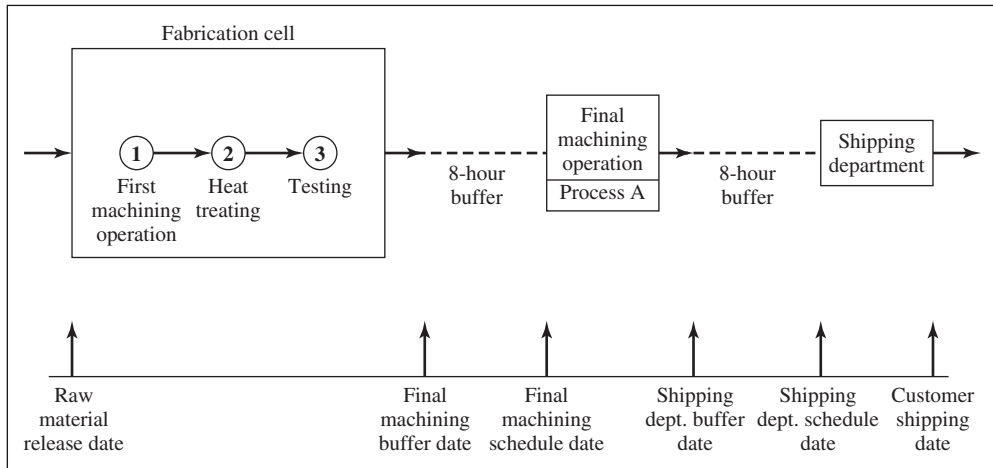 Fabrication cell
1
2
3
First
machining
operation
Heat
treating
Testing
8-hour
buffer
Final
machining
operation
Process A
8-hour
buffer
Shipping
department
Raw
material
release date
Final
machining
buffer date
Final
machining
schedule date
Shipping
dept. buffer
date
Shipping
dept. schedule
date
Customer
shipping
date